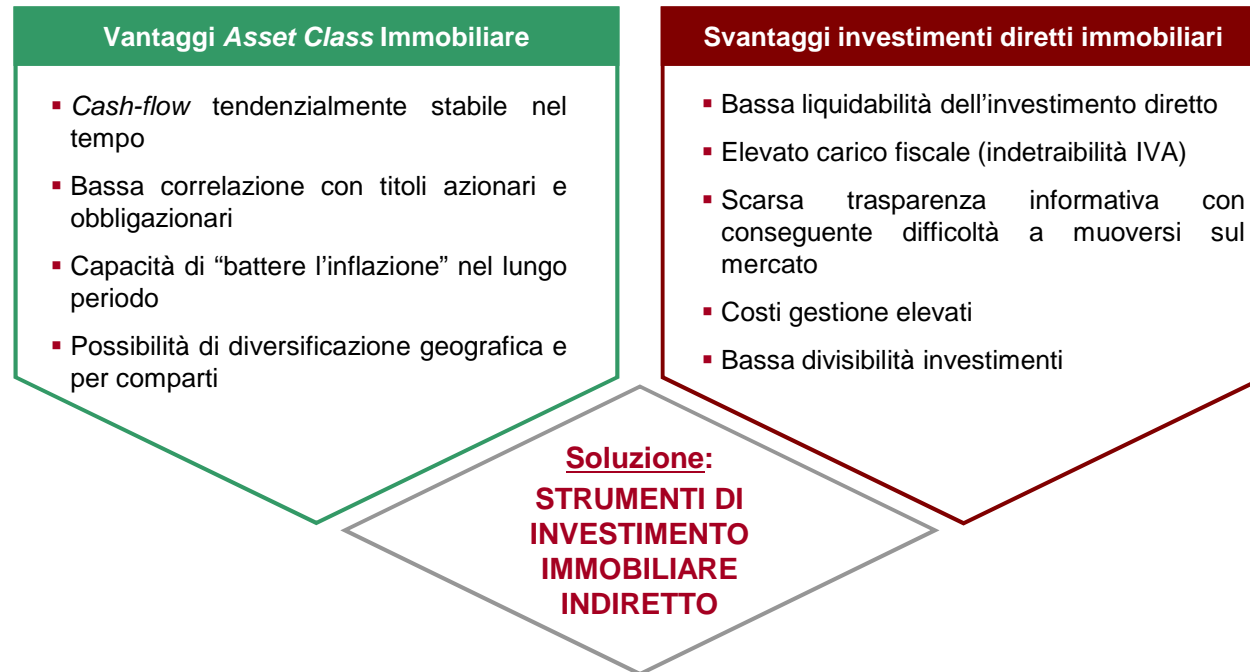 Vantaggi Asset Class Immobiliare
▪ Cash-flow tendenzialmente stabile nel
tempo
▪ Bassa correlazione con titoli azionari e
obbligazionari
▪ Capacità di “battere l’inflazione” nel lungo
periodo
▪ Possibilità di diversificazione geografica e
per comparti
Svantaggi investimenti diretti immobiliari
▪ Bassa liquidabilità dell’investimento diretto
▪ Elevato carico fiscale (indetraibilità IVA)
▪ Scarsa trasparenza informativa con
conseguente difficoltà a muoversi sul
mercato
▪ Costi gestione elevati
▪ Bassa divisibilità investimenti
Soluzione:
STRUMENTI DI
INVESTIMENTO
IMMOBILIARE
INDIRETTO